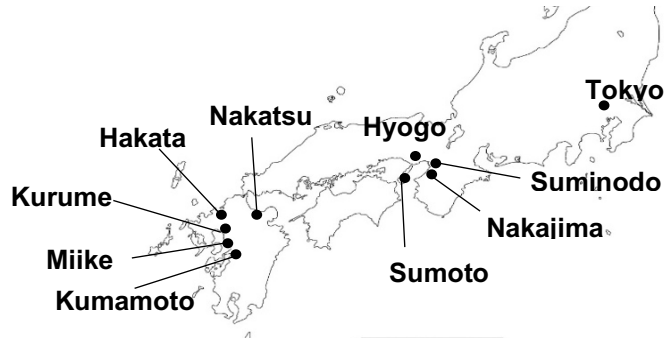 Tokyo
Nakatsu
Hyogo
Hakata
Kurume
Suminodo
Nakajima
Miike
Sumoto
Kumamoto